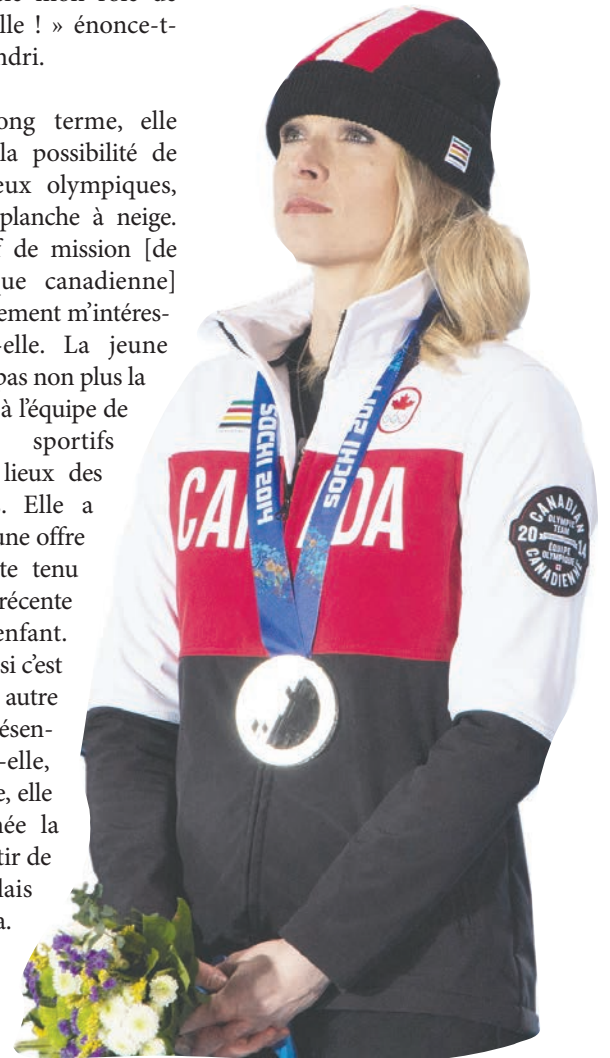 elle ! » énonce-t-
ndri.
ong terme, elle
la possibilité de
eux olympiques,
planche à neige.
f de mission [de
que canadienne]
ement m’intéres-
-elle. La jeune
pas non plus la
à l’équipe de
sportifs
lieux des
. Elle a
une offre
te tenu
récente
enfant.
si c’est
autre
ésen-
-elle,
e, elle
née la
tir de
lais
a.
SOCHI 2014
SOCHI 2014
CANADA
CANADIAN
OLYMPIC
TEAM
20 14
ÉQUIPE
OLYMPIQUE
CANADIENNE